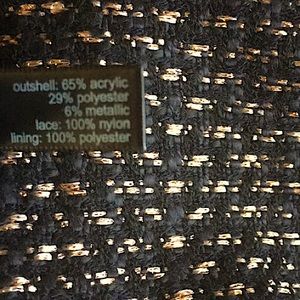 outshell: 65% acrylic
29% polyester
6% metallic
lace: 100% nylon
lining: 100% polyester